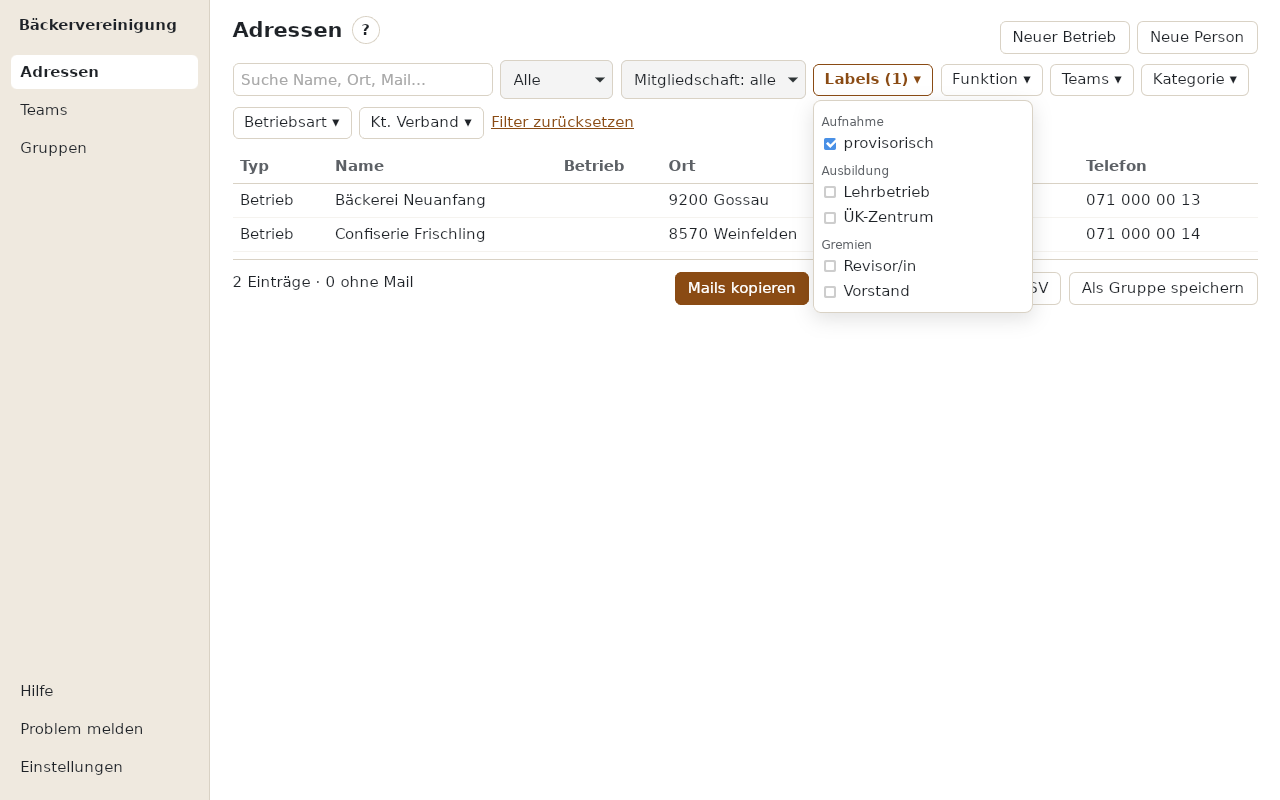 Bäckervereinigung
Adressen
Teams
Gruppen
Hilfe
Problem melden
Einstellungen
Adressen ?
Neuer Betrieb Neue Person
Suche Name, Ort, Mail... Alle Mitgliedschaft: alle Labels (1) ▾ Funktion ▾ Teams ▾ Kategorie ▾
Betriebsart ▾ Kt. Verband ▾ Filter zurücksetzen
Aufnahme
provisorisch
Ausbildung
Lehrbetrieb
ÜK-Zentrum
Gremien
Revisor/in
Vorstand
Typ Name Betrieb Ort Telefon
Betrieb Bäckerei Neuanfang 9200 Gossau 071 000 00 13
Betrieb Confiserie Frischling 8570 Weinfelden 071 000 00 14
2 Einträge · 0 ohne Mail
Mails kopieren Als Gruppe speichern